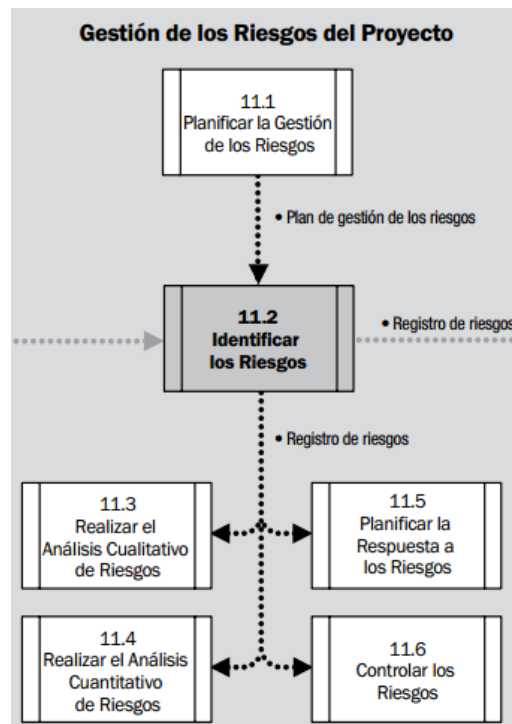 Gestión de los Riesgos del Proyecto
11.1
Planificar la Gestión
de los Riesgos
• Plan de gestión de los riesgos
11.2
Identificar
los Riesgos
• Registro de riesgos
• Registro de riesgos
11.3
Realizar el
Análisis Cualitativo
de Riesgos
11.5
Planificar la
Respuesta a
los Riesgos
11.4
Realizar el Análisis
Cuantitativo
de Riesgos
11.6
Controlar los
Riesgos